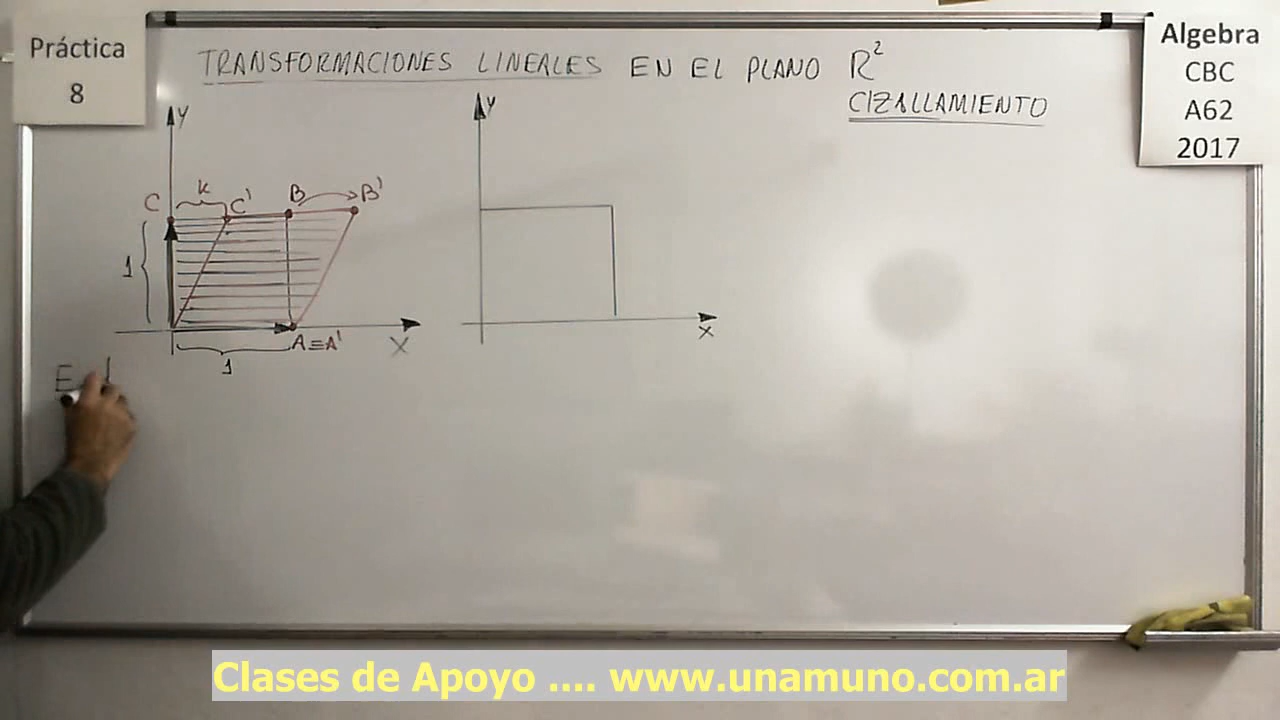 Práctica
8
TRANSFORMACIONES LINEALES EN EL PLANO R²
CIZALLAMIENTO
Algebra
CBC
A62
2017
Y
C
K
C'
B
B'
1
A≡A'
X
1
Y
X
E
Clases de Apoyo .... www.unamuno.com.ar